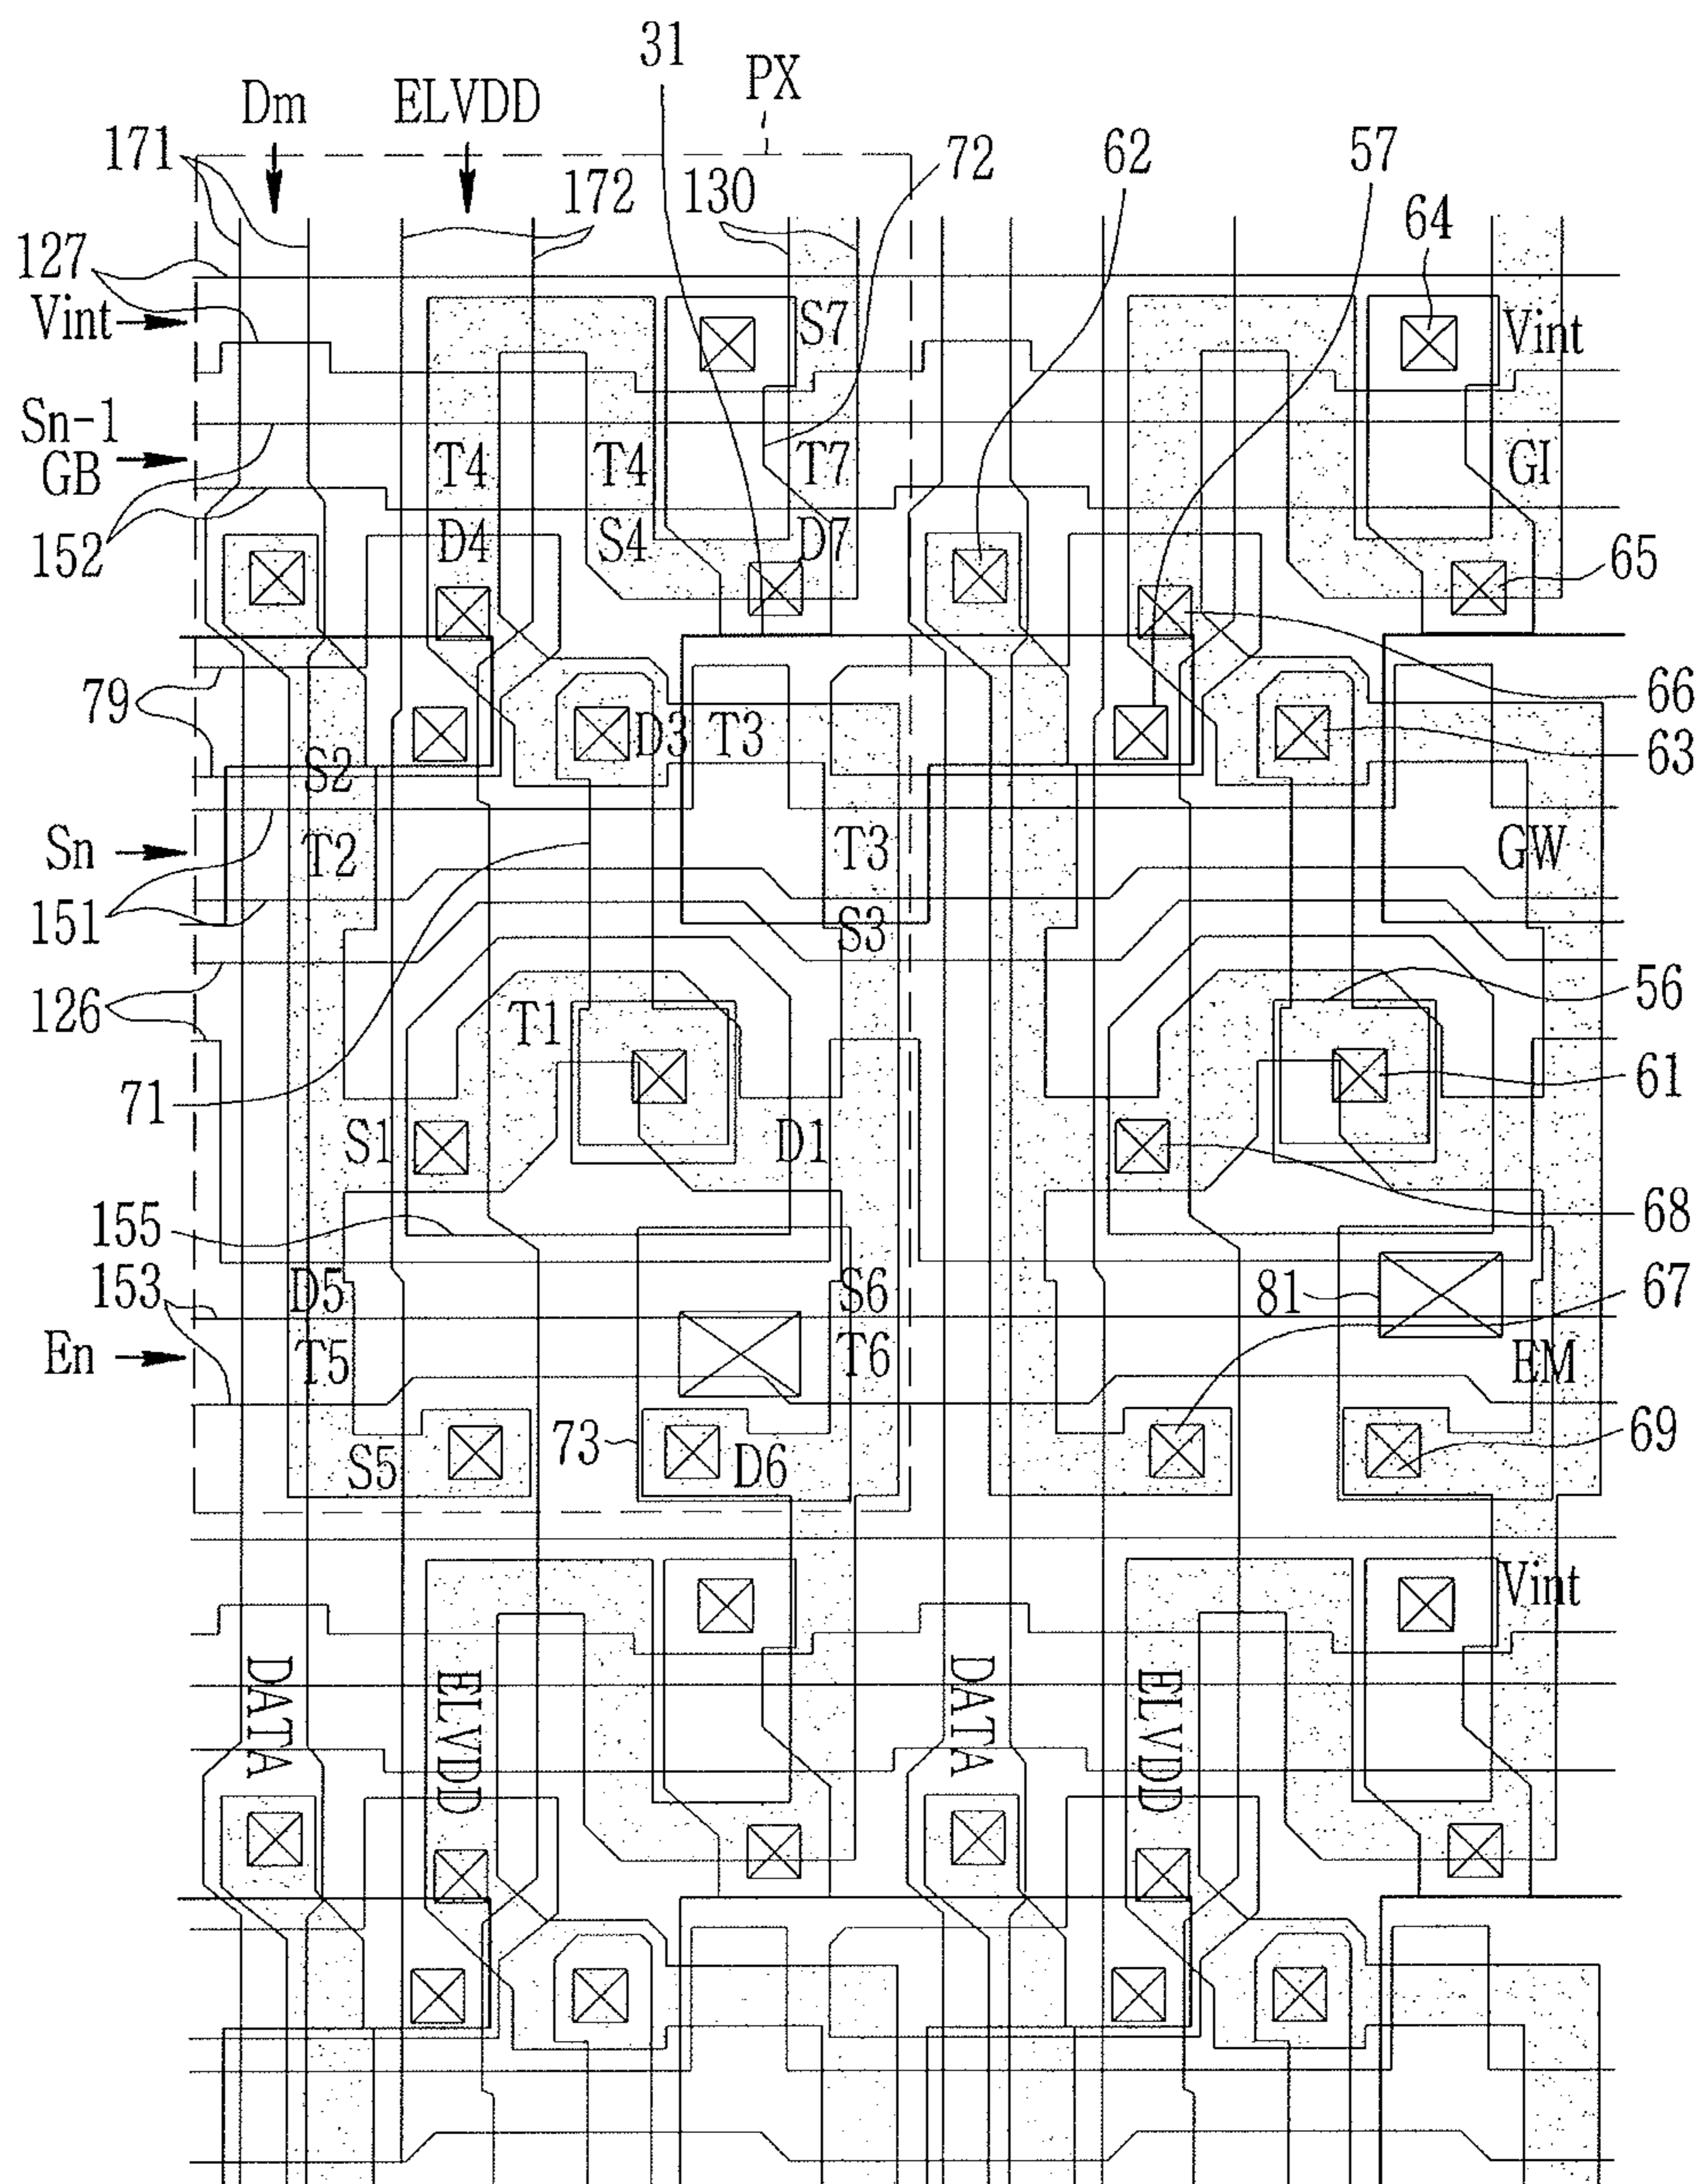 31
PX
Dm
ELVDD
171
172
130
72
62
57
64
127
Vint
S7
Vint
Sn-1
GB
T4
T4
T7
GI
152
D4
S4
D7
65
79
66
D3
T3
63
S2
Sn
T2
T3
GW
151
S3
126
T1
56
71
61
S1
D1
155
68
153
D5
S6
81
67
En
T5
T6
EM
73
69
S5
D6
Vint
DATA
ELVDD
DATA
ELVDD